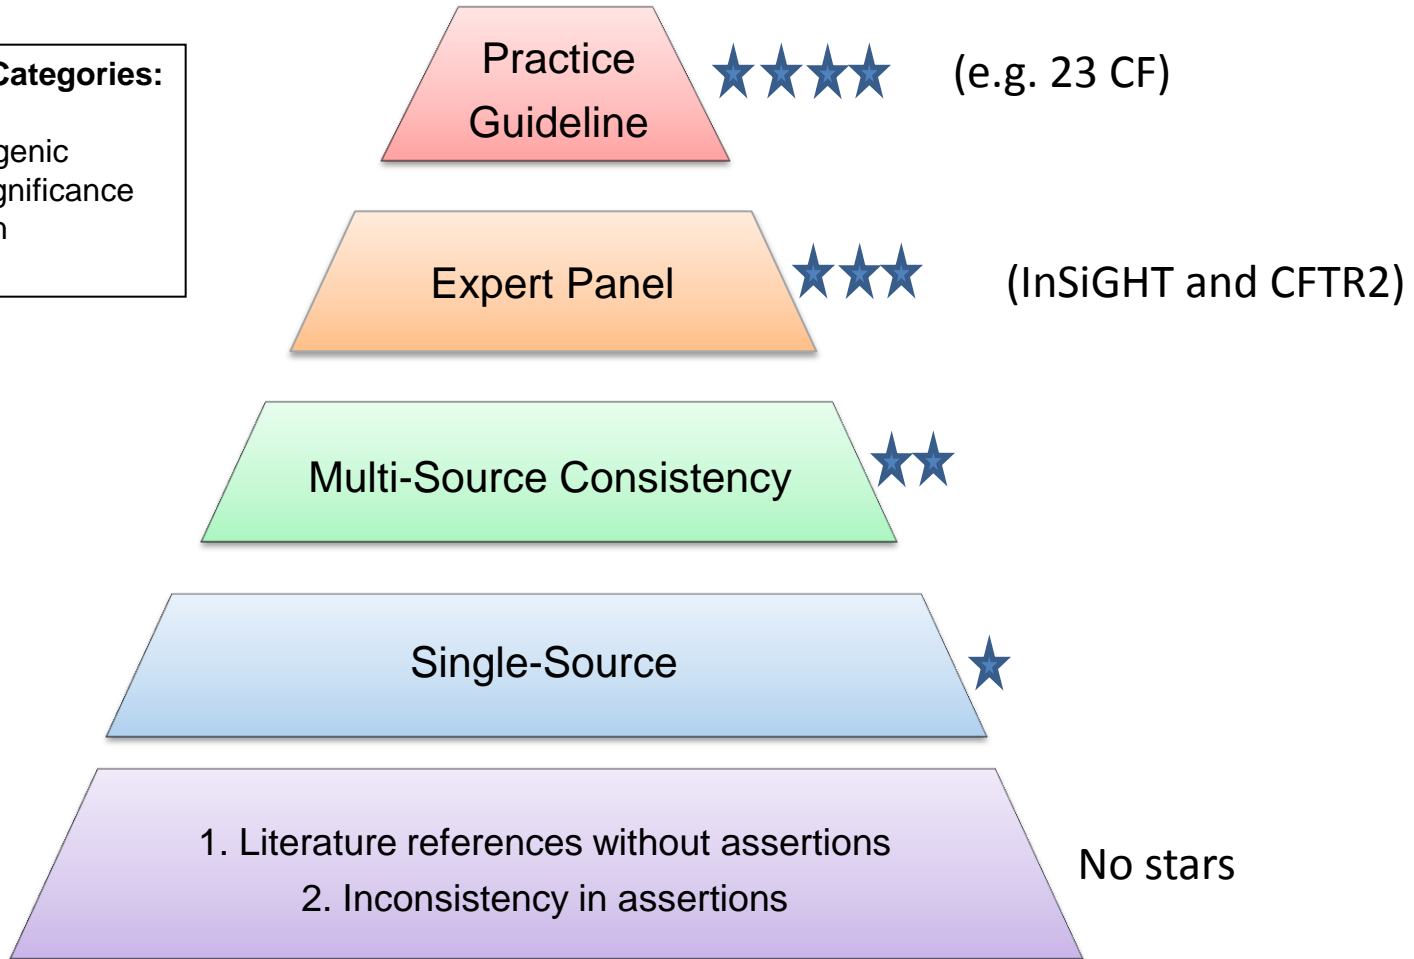 Categories:
genic
gnificance
n
Practice
Guideline
(e.g. 23 CF)
Expert Panel
(InSiGHT and CFTR2)
Multi-Source Consistency
Single-Source
1. Literature references without assertions
2. Inconsistency in assertions
No stars